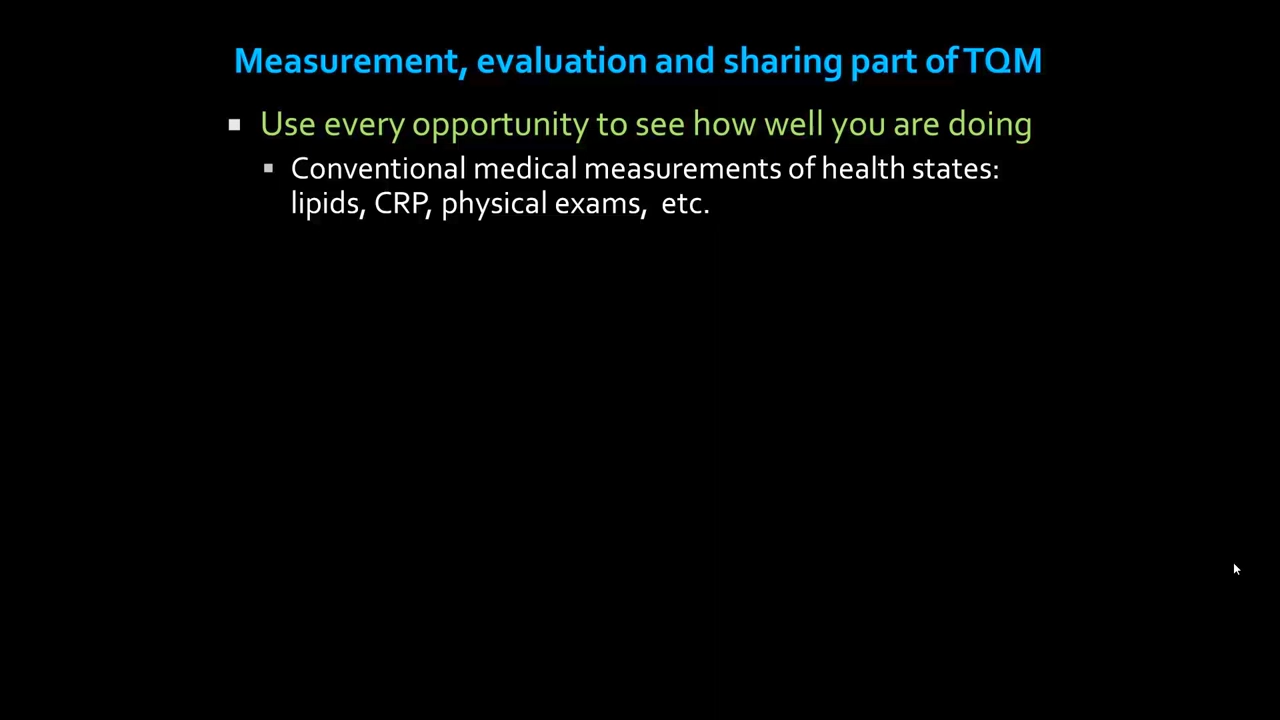 Measurement, evaluation and sharing part of TQM
Use every opportunity to see how well you are doing
Conventional medical measurements of health states:
lipids, CRP, physical exams,  etc.